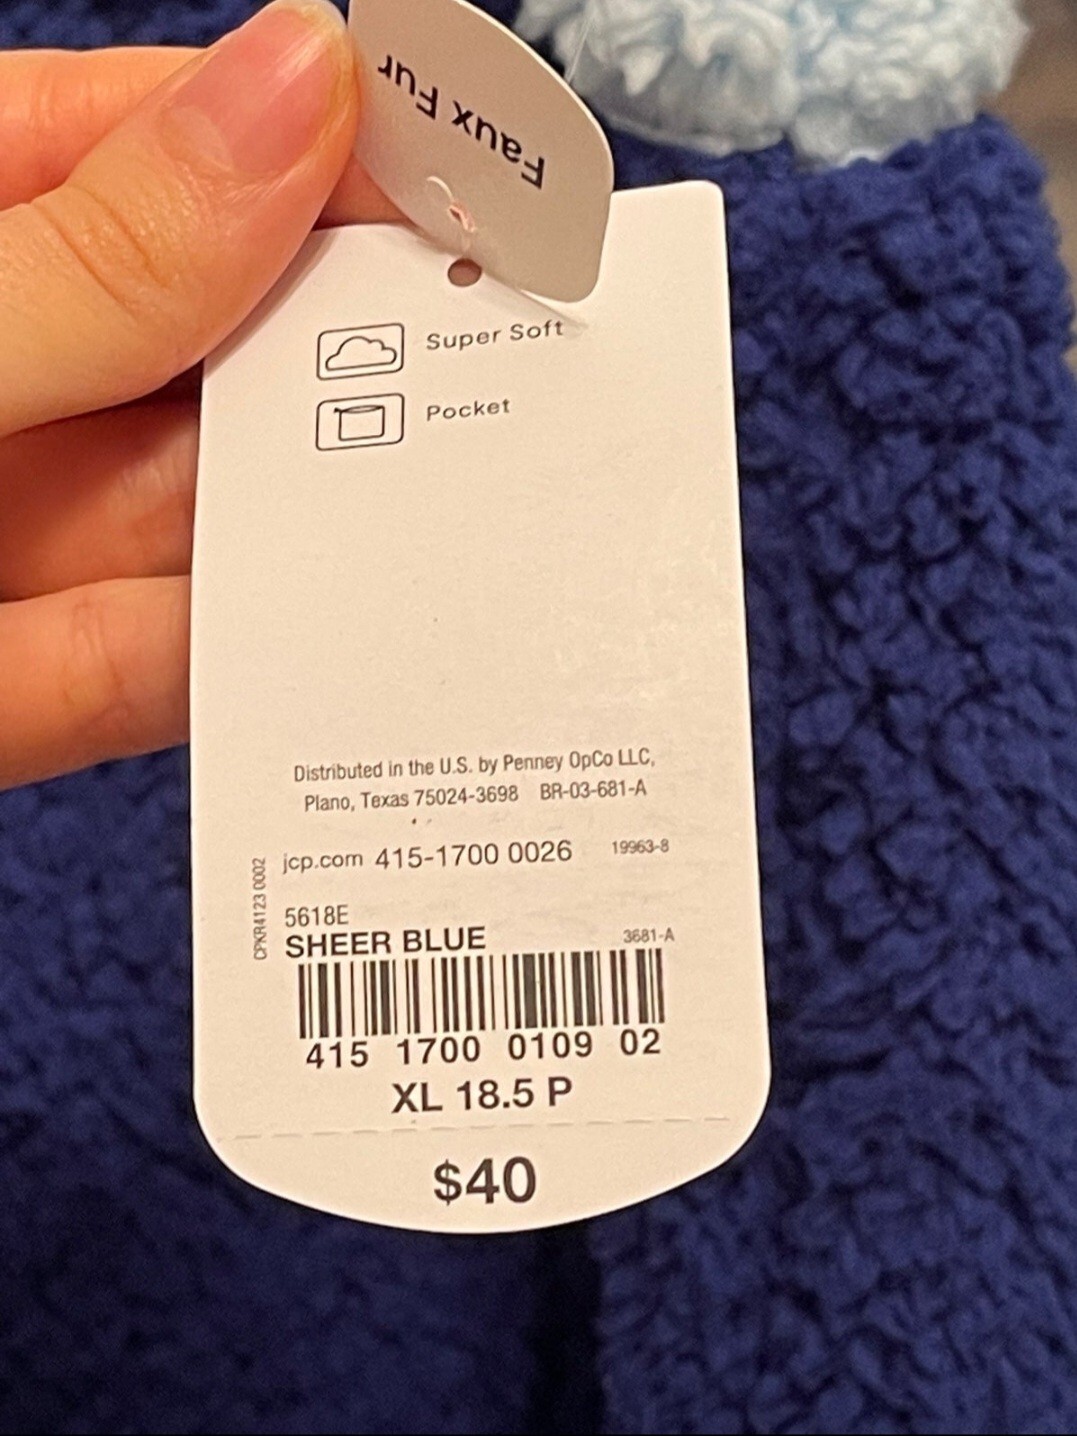 Faux Fur
Super Soft
Pocket
Distributed in the U.S. by Penney OpCo LLC,
Plano, Texas 75024-3698 BR-03-681-A
jcp.com 415-1700 0026 19963-8
CPKR4123 0002
5618E
SHEER BLUE 3681-A
415 1700 0109 02
XL 18.5 P
$40